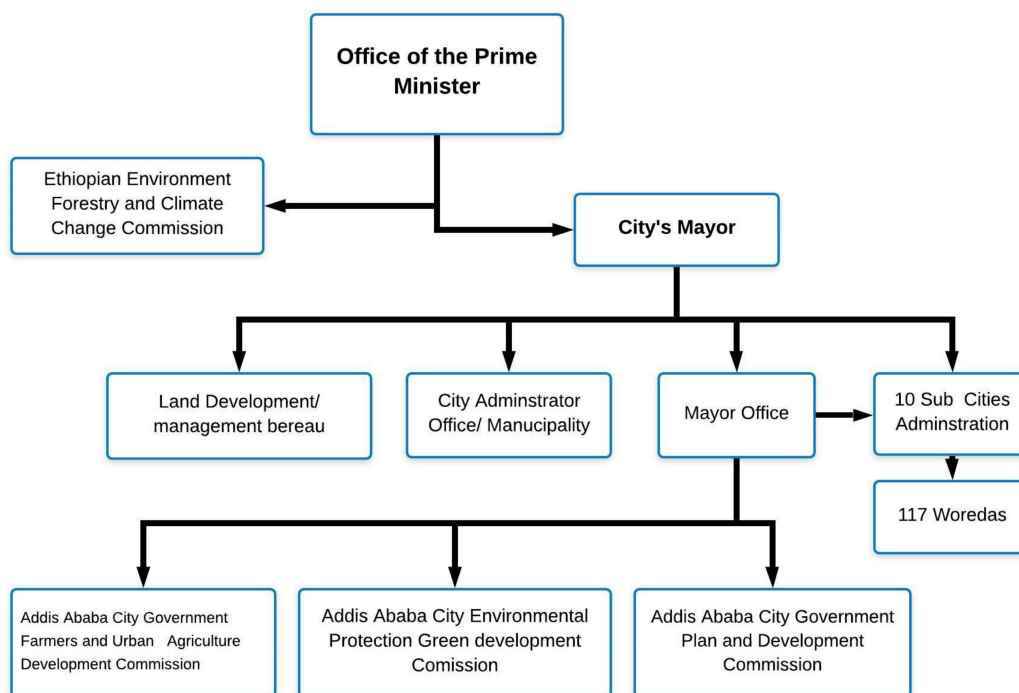 Office of the Prime
Minister
Ethiopian Environment
Forestry and Climate
Change Commission
City's Mayor
Land Development/
management bereau
City Adminstrator
Office/ Manucipality
Mayor Office
10 Sub Cities
Adminstration
117 Woredas
Addis Ababa City Government
Farmers and Urban Agriculture
Development Commission
Addis Ababa City Environmental
Protection Green development
Comission
Addis Ababa City Government
Plan and Development
Commission